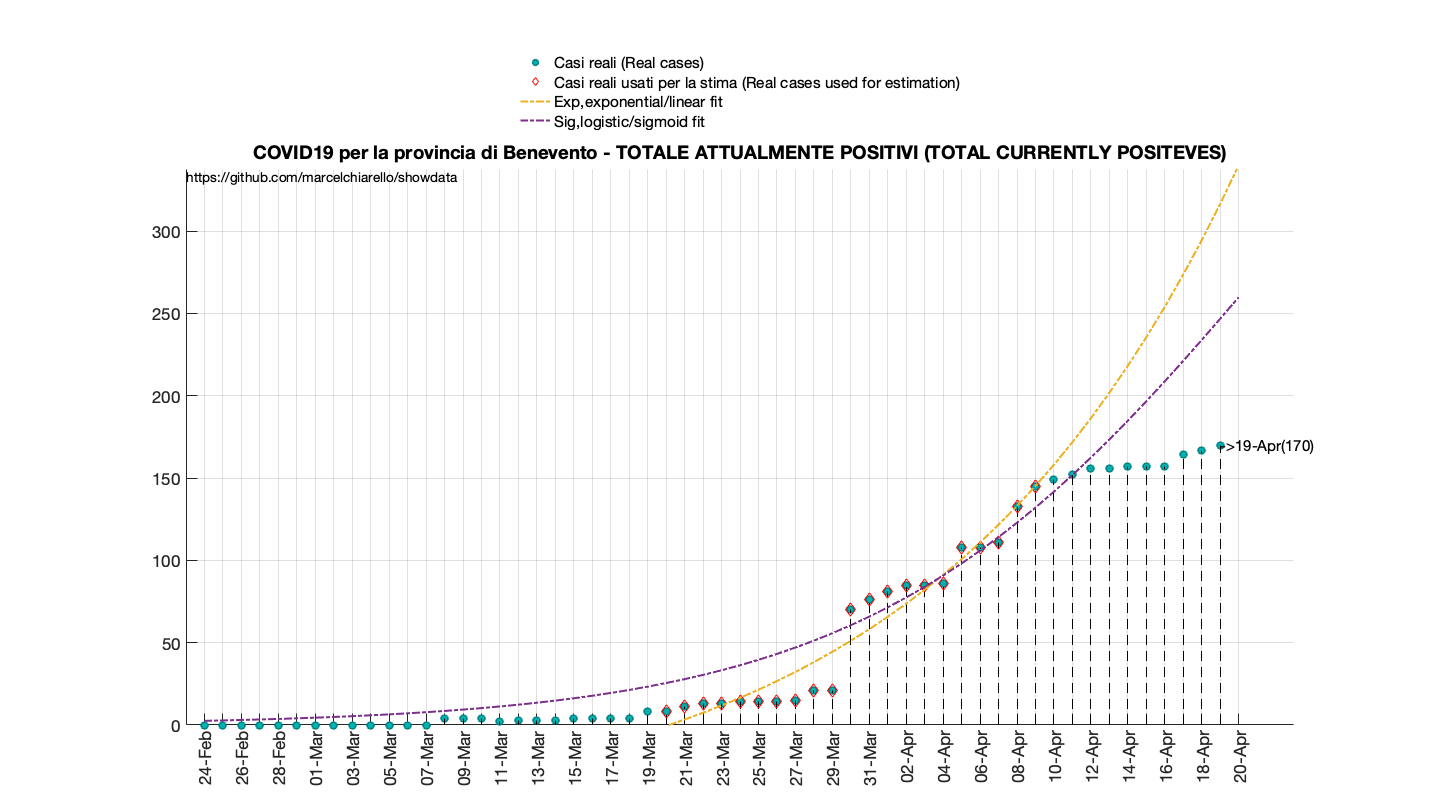 Casi reali (Real cases)
Casi reali usati per la stima (Real cases used for estimation)
Exp,exponential/linear fit
Sig,logistic/sigmoid fit
COVID19 per la provincia di Benevento - TOTALE ATTUALMENTE POSITIVI (TOTAL CURRENTLY POSITEVES)
https://github.com/marcelchiarello/showdata
300
250
200
150
100
50
0
->19-Apr(170)
24-Feb
26-Feb
28-Feb
01-Mar
03-Mar
05-Mar
07-Mar
09-Mar
11-Mar
13-Mar
15-Mar
17-Mar
19-Mar
21-Mar
23-Mar
25-Mar
27-Mar
29-Mar
31-Mar
02-Apr
04-Apr
06-Apr
08-Apr
10-Apr
12-Apr
14-Apr
16-Apr
18-Apr
20-Apr